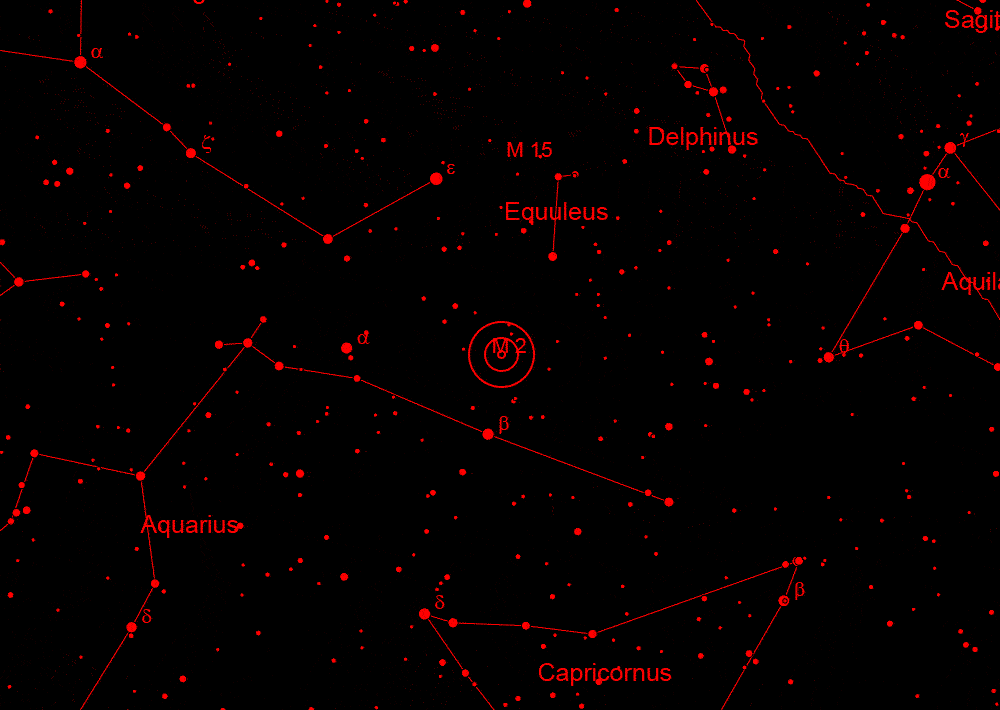 Sagit
α
Delphinus
γ
ζ
M 15
ε
α
Equuleus
Aquila
α
M 2
θ
β
Aquarius
α
β
δ
δ
Capricornus